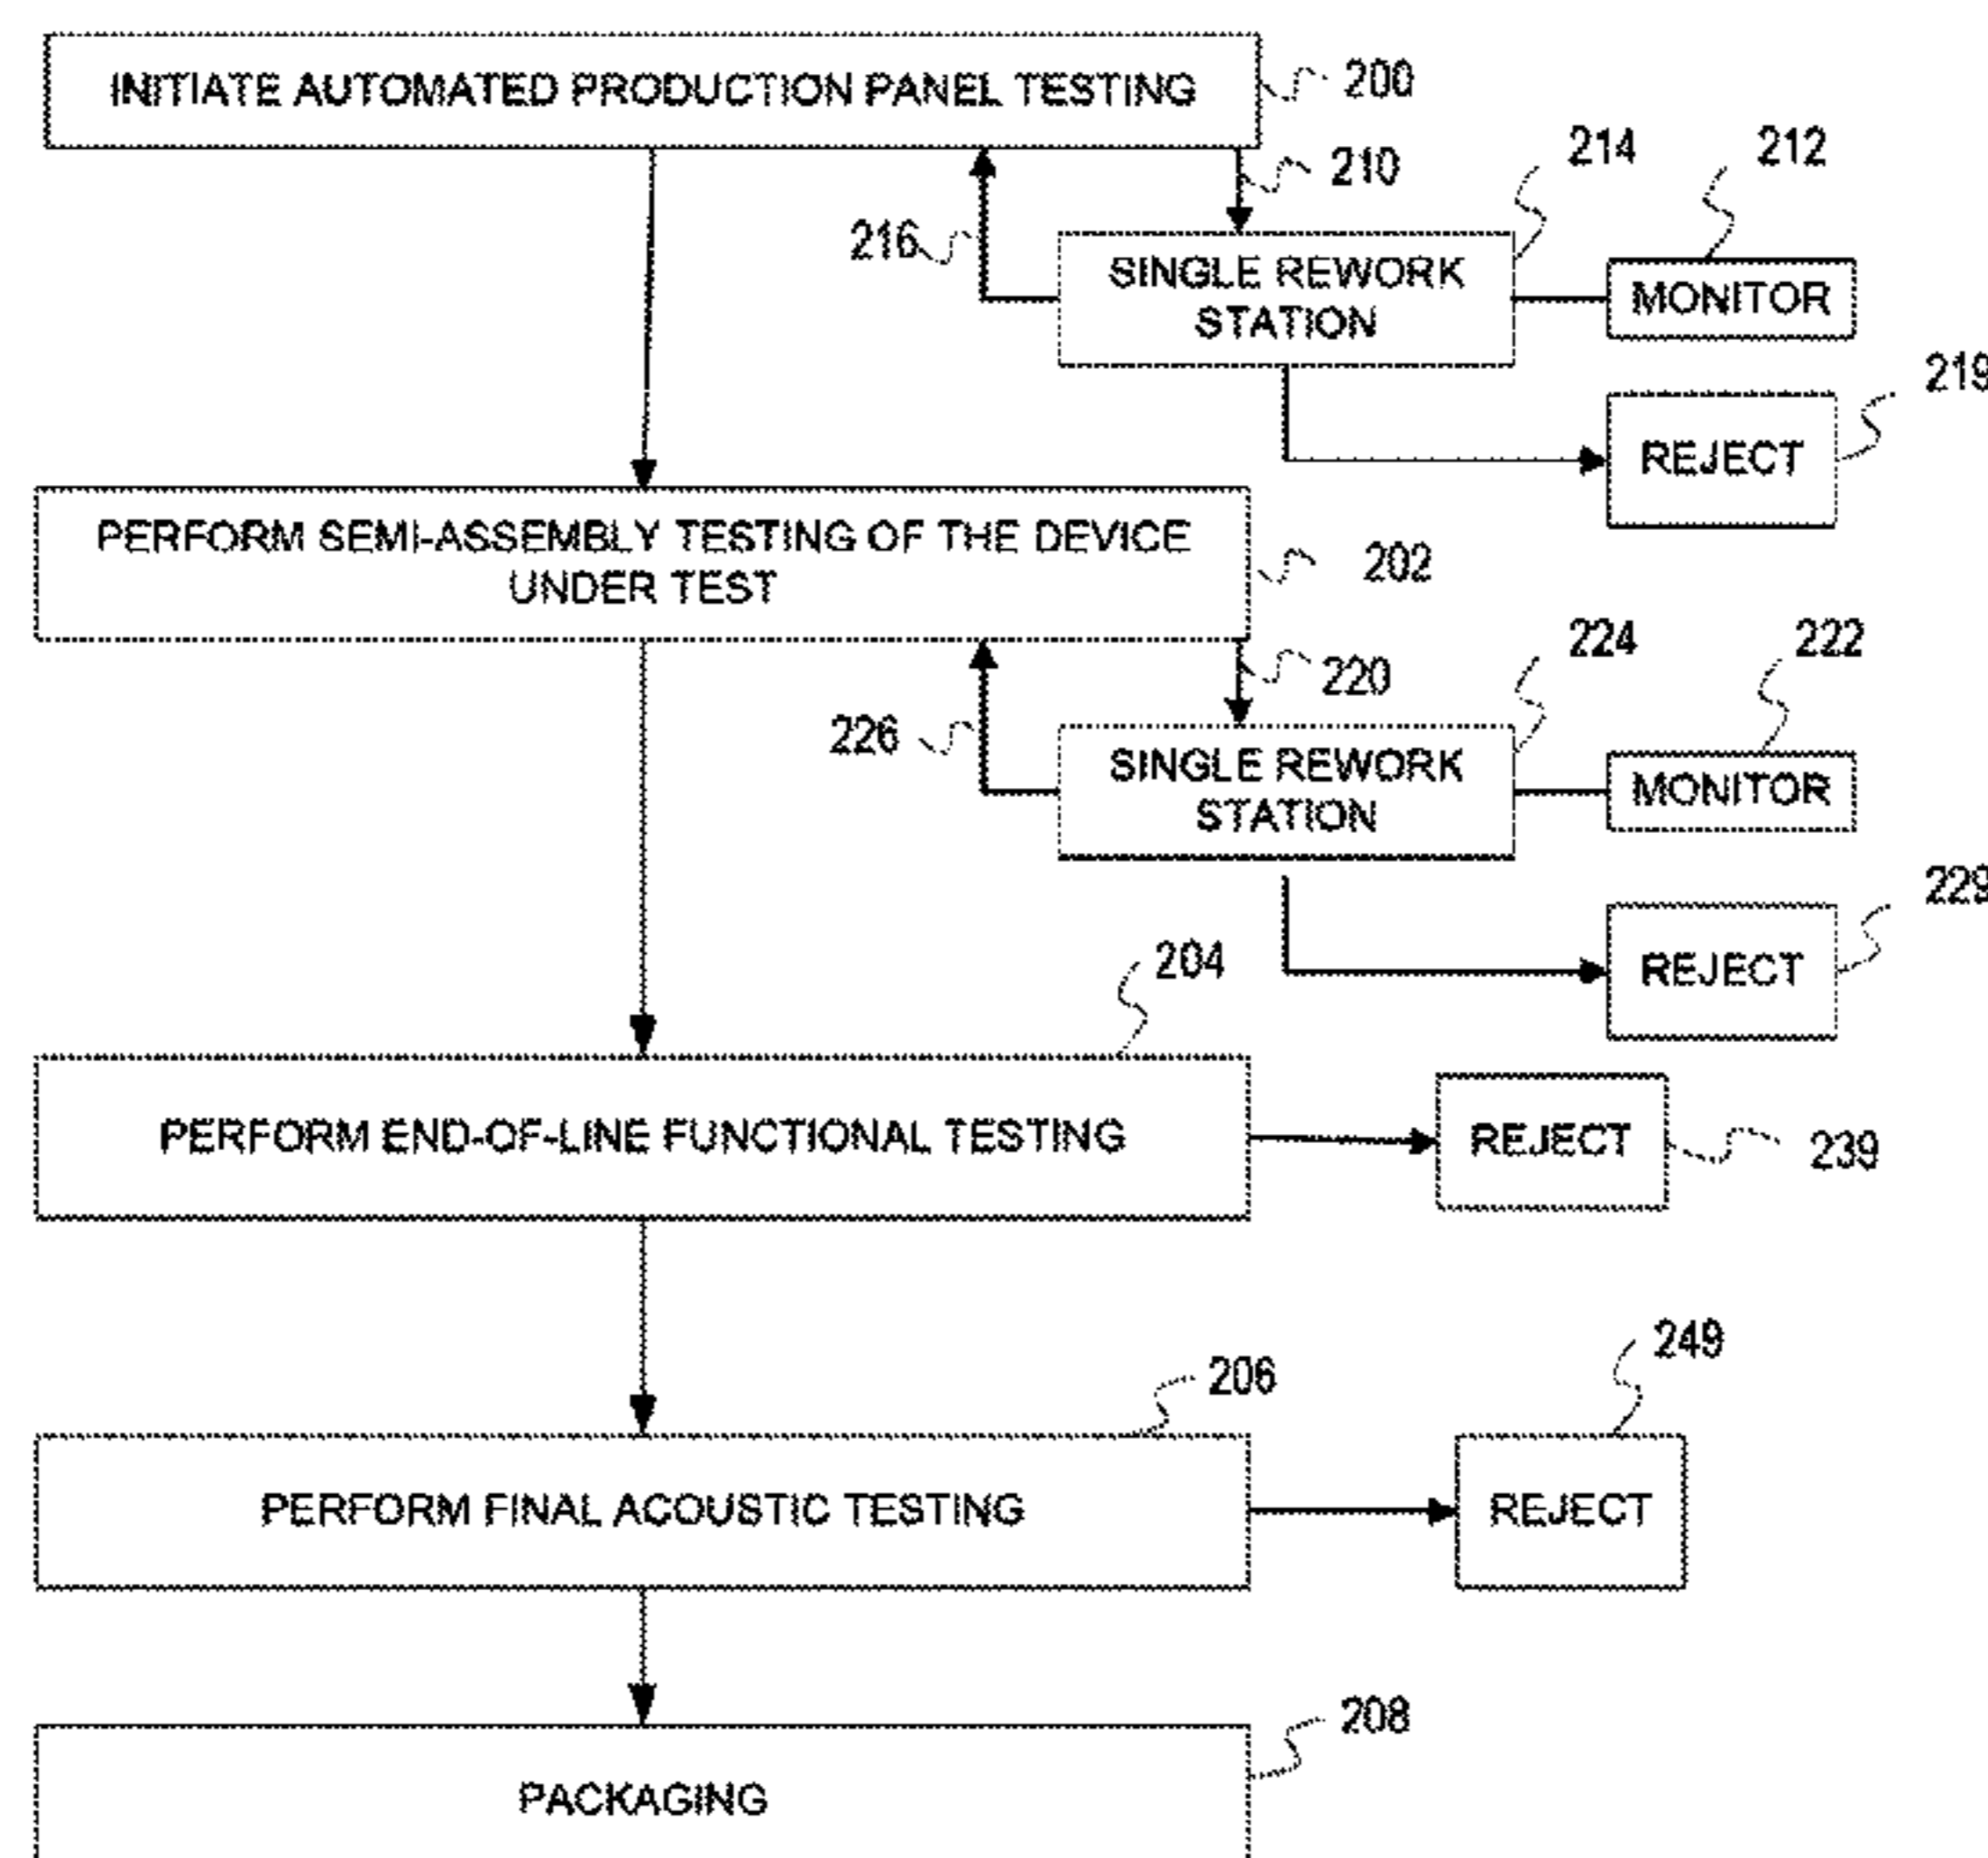 INITIATE AUTOMATED PRODUCTION PANEL TESTING
200
210
214
212
216
SINGLE REWORK
STATION
MONITOR
219
REJECT
PERFORM SEMI-ASSEMBLY TESTING OF THE DEVICE
UNDER TEST
202
220
224
222
226
SINGLE REWORK
STATION
MONITOR
229
REJECT
204
PERFORM END-OF-LINE FUNCTIONAL TESTING
REJECT
239
249
206
PERFORM FINAL ACOUSTIC TESTING
REJECT
208
PACKAGING